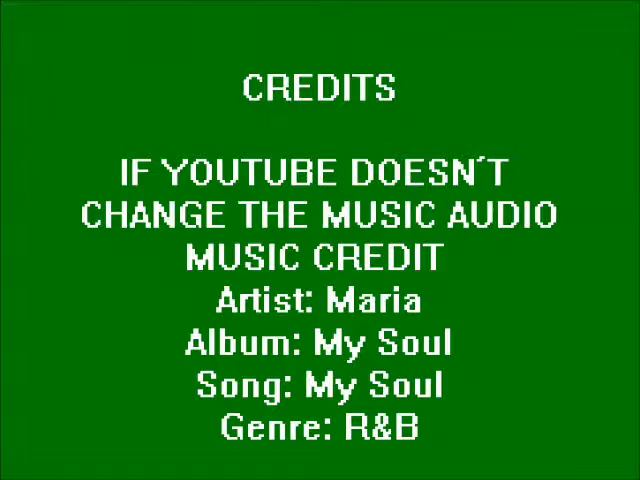 CREDITS
IF YOUTUBE DOESN´T
CHANGE THE MUSIC AUDIO
MUSIC CREDIT
Artist: Maria
Album: My Soul
Song: My Soul
Genre: R&B